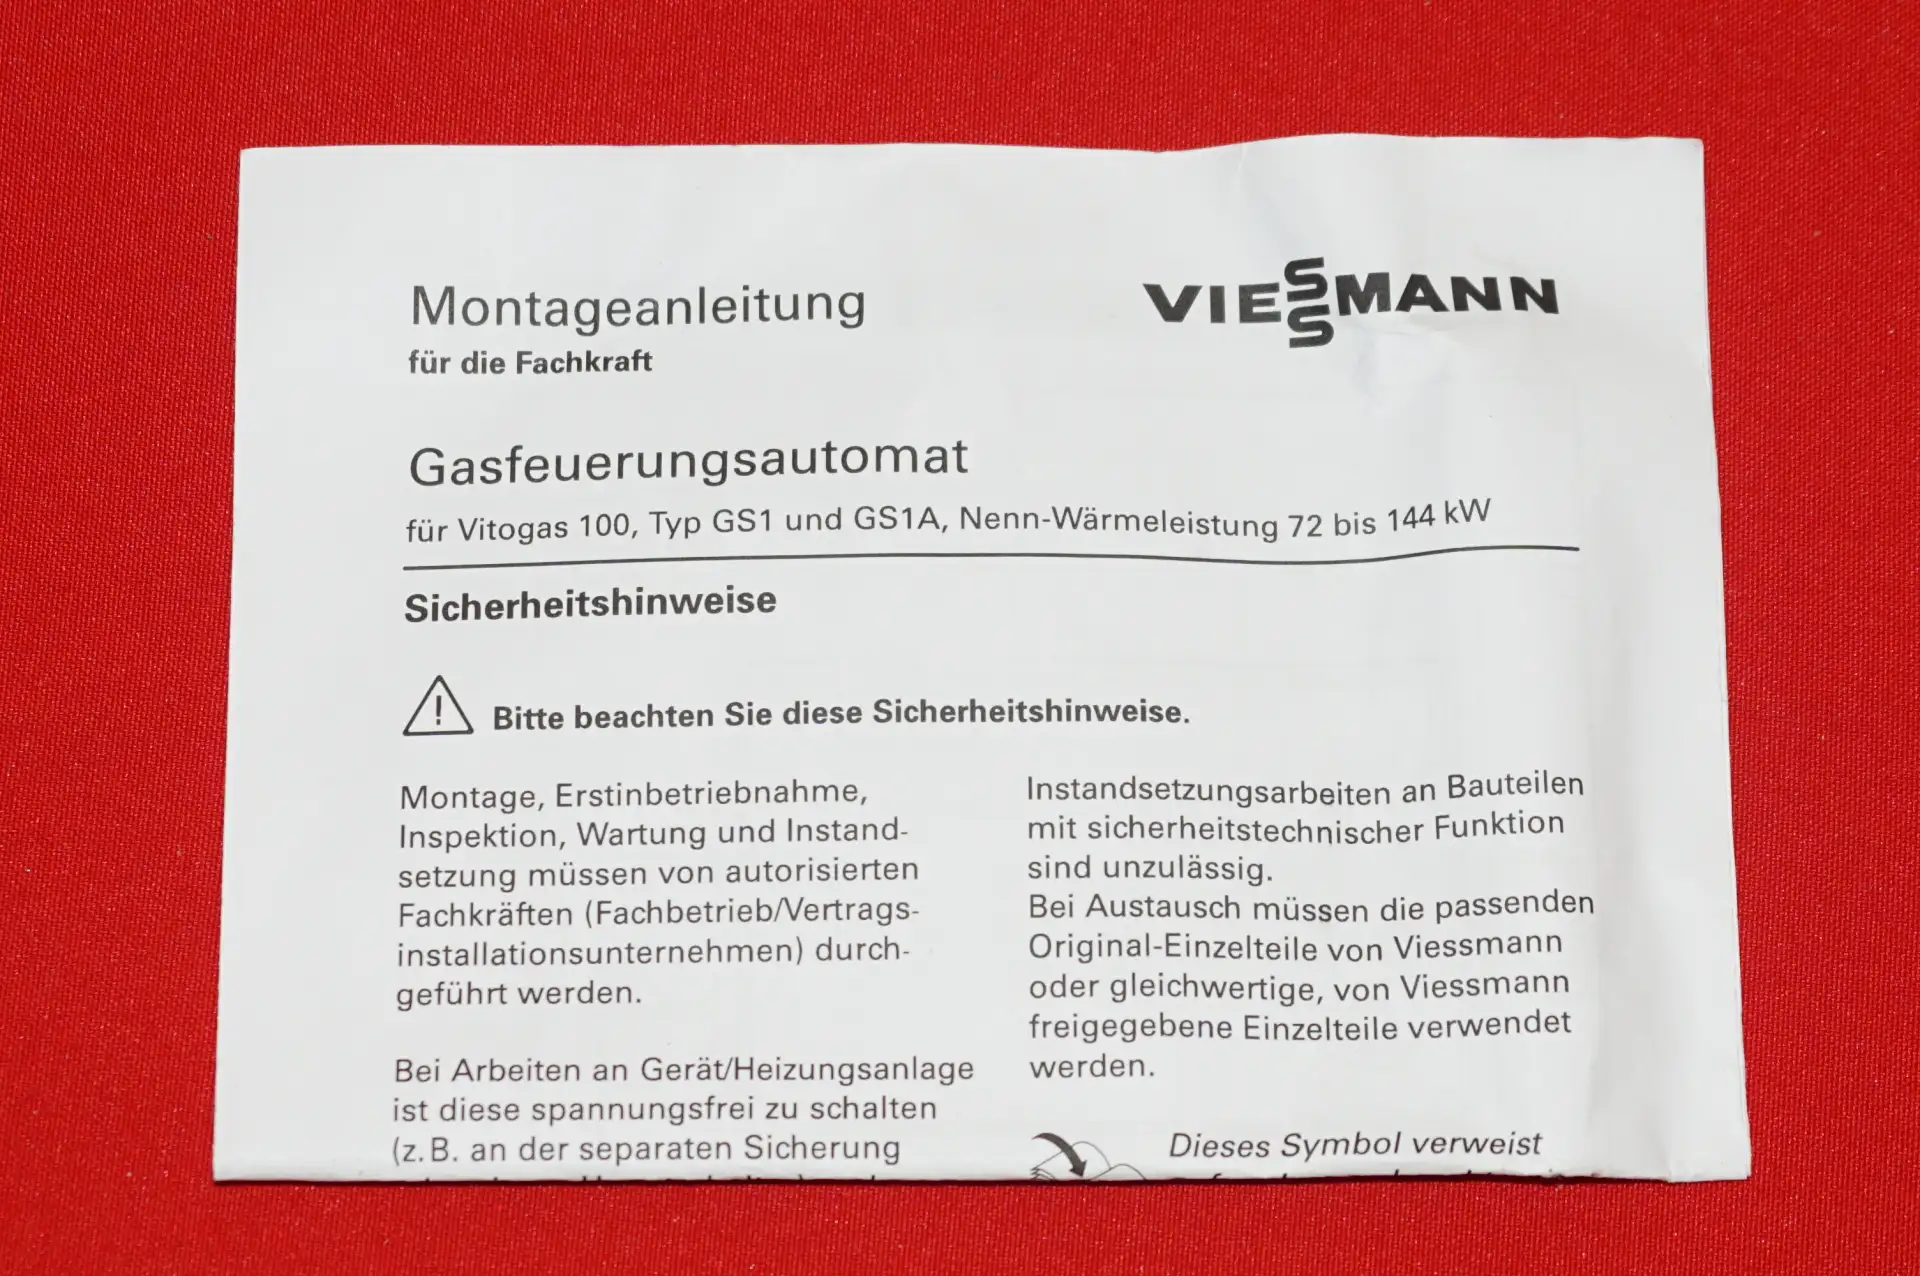 Montageanleitung
für die Fachkraft
VIESSMANN
Gasfeuerungsautomat
für Vitogas 100, Typ GS1 und GS1A, Nenn-Wärmeleistung 72 bis 144 kW
Sicherheitshinweise
Bitte beachten Sie diese Sicherheitshinweise.
Montage, Erstinbetriebnahme,
Inspektion, Wartung und Instand-
setzung müssen von autorisierten
Fachkräften (Fachbetrieb/Vertrags-
installationsunternehmen) durch-
geführt werden.
Bei Arbeiten an Gerät/Heizungsanlage
ist diese spannungsfrei zu schalten
(z.B. an der separaten Sicherung
Instandsetzungsarbeiten an Bauteilen
mit sicherheitstechnischer Funktion
sind unzulässig.
Bei Austausch müssen die passenden
Original-Einzelteile von Viessmann
oder gleichwertige, von Viessmann
freigegebene Einzelteile verwendet
werden.
Dieses Symbol verweist